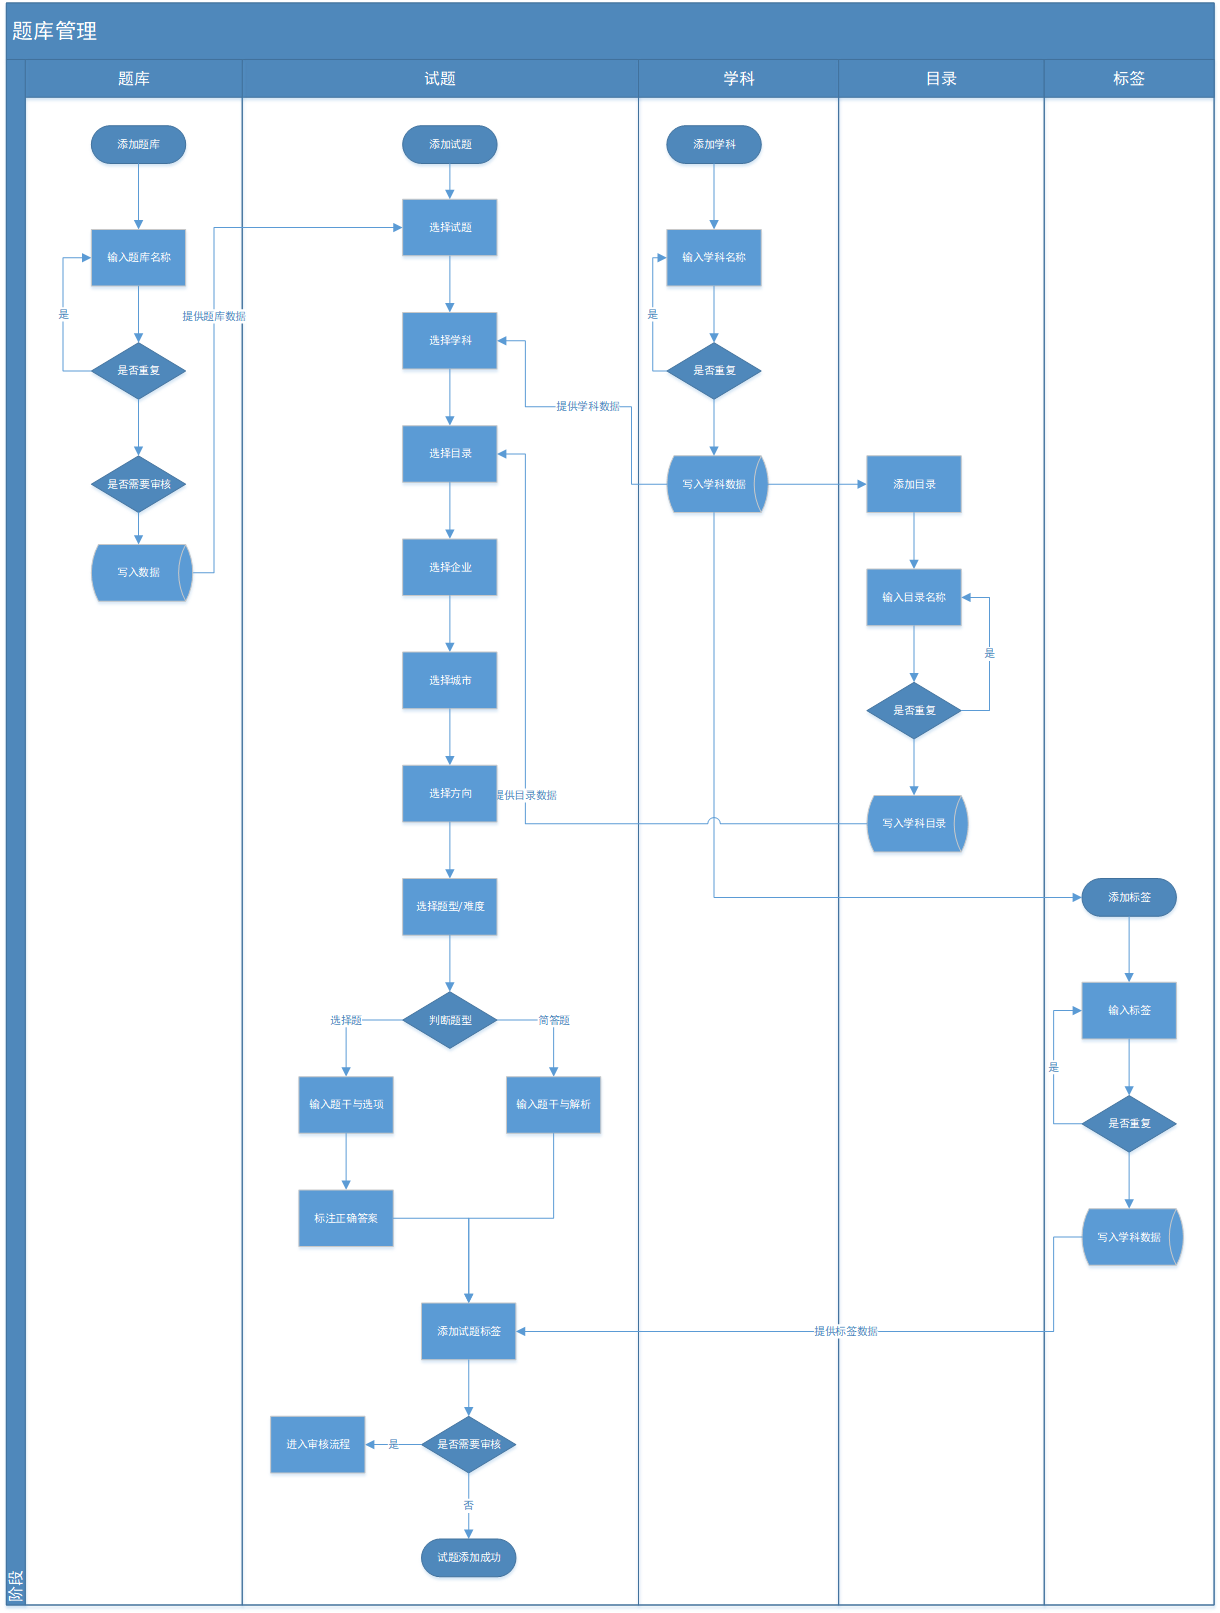 题库管理
题库
试题
学科
目录
标签
阶段
添加题库
输入题库名称
是
是否重复
是否需要审核
写入数据
提供题库数据
添加试题
选择试题
选择学科
选择目录
选择企业
选择城市
选择方向
选择题型/难度
判断题型
选择题
简答题
输入题干与选项
输入题干与解析
标注正确答案
添加试题标签
是否需要审核
是
进入审核流程
否
试题添加成功
添加学科
输入学科名称
是
是否重复
写入学科数据
提供学科数据
添加目录
输入目录名称
是
是否重复
写入学科目录
提供目录数据
添加标签
输入标签
是
是否重复
写入学科数据
提供标签数据